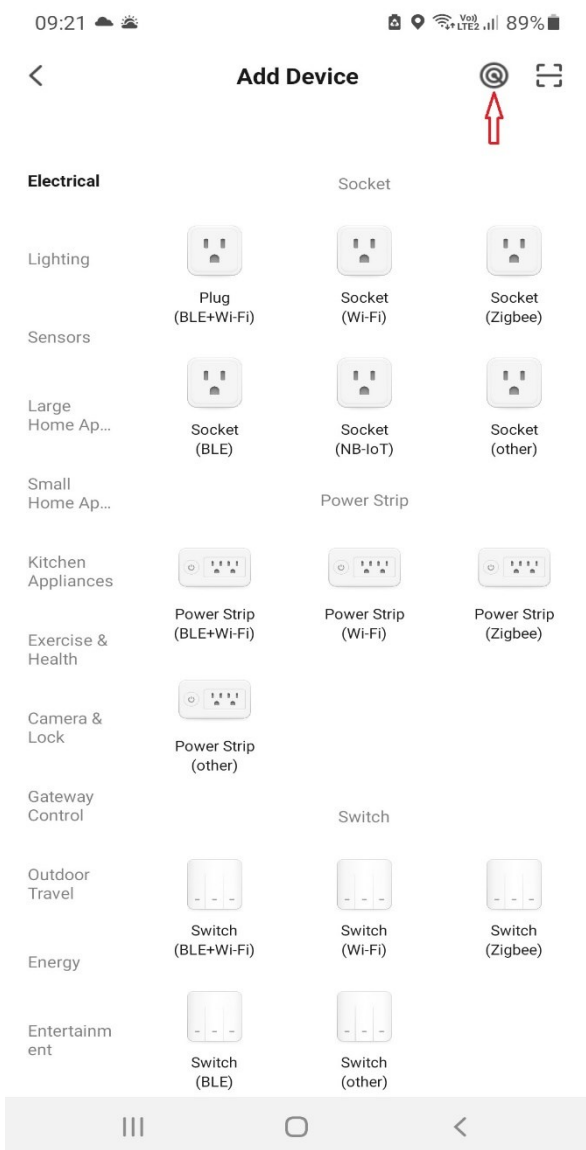 09:21
Vo))
LTE2
89%
Add Device
Electrical
Lighting
Sensors
Large
Home Ap...
Small
Home Ap...
Kitchen
Appliances
Exercise &
Health
Camera &
Lock
Gateway
Control
Outdoor
Travel
Energy
Entertainm
ent
Socket
Plug
(BLE+Wi-Fi)
Socket
(Wi-Fi)
Socket
(Zigbee)
Socket
(BLE)
Socket
(NB-IoT)
Socket
(other)
Power Strip
Power Strip
(BLE+Wi-Fi)
Power Strip
(Wi-Fi)
Power Strip
(Zigbee)
Power Strip
(other)
Switch
Switch
(BLE+Wi-Fi)
Switch
(Wi-Fi)
Switch
(Zigbee)
Switch
(BLE)
Switch
(other)